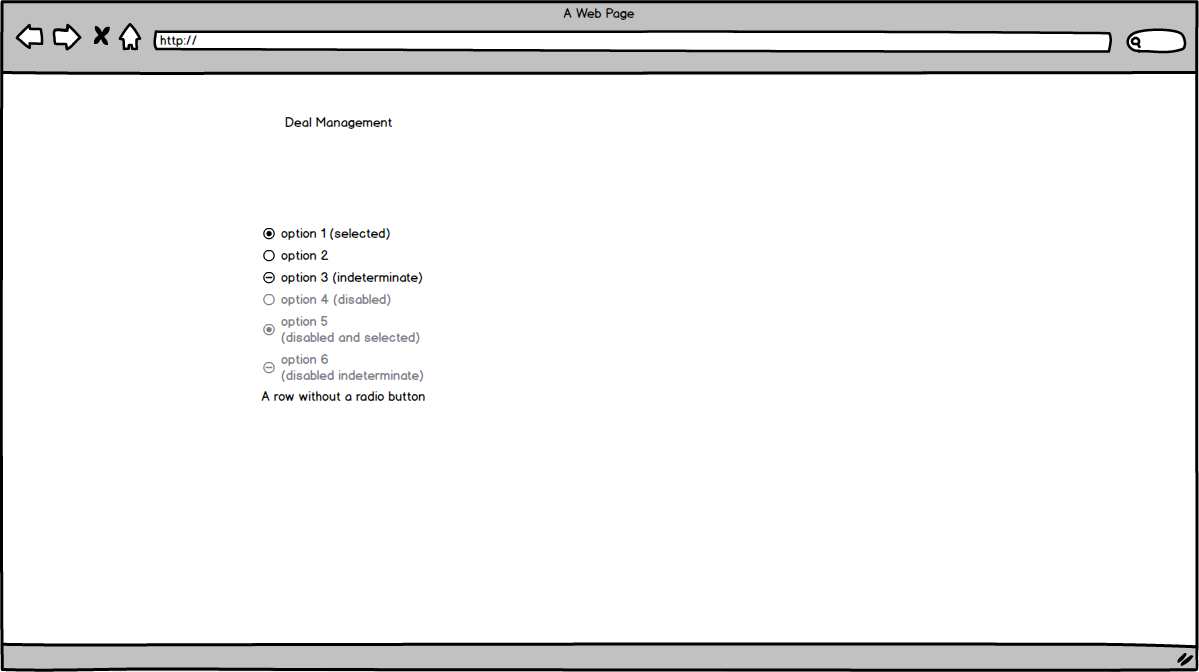 A Web Page
http://
Deal Management
option 1 (selected)
option 2
option 3 (indeterminate)
option 4 (disabled)
option 5
(disabled and selected)
option 6
(disabled indeterminate)
A row without a radio button